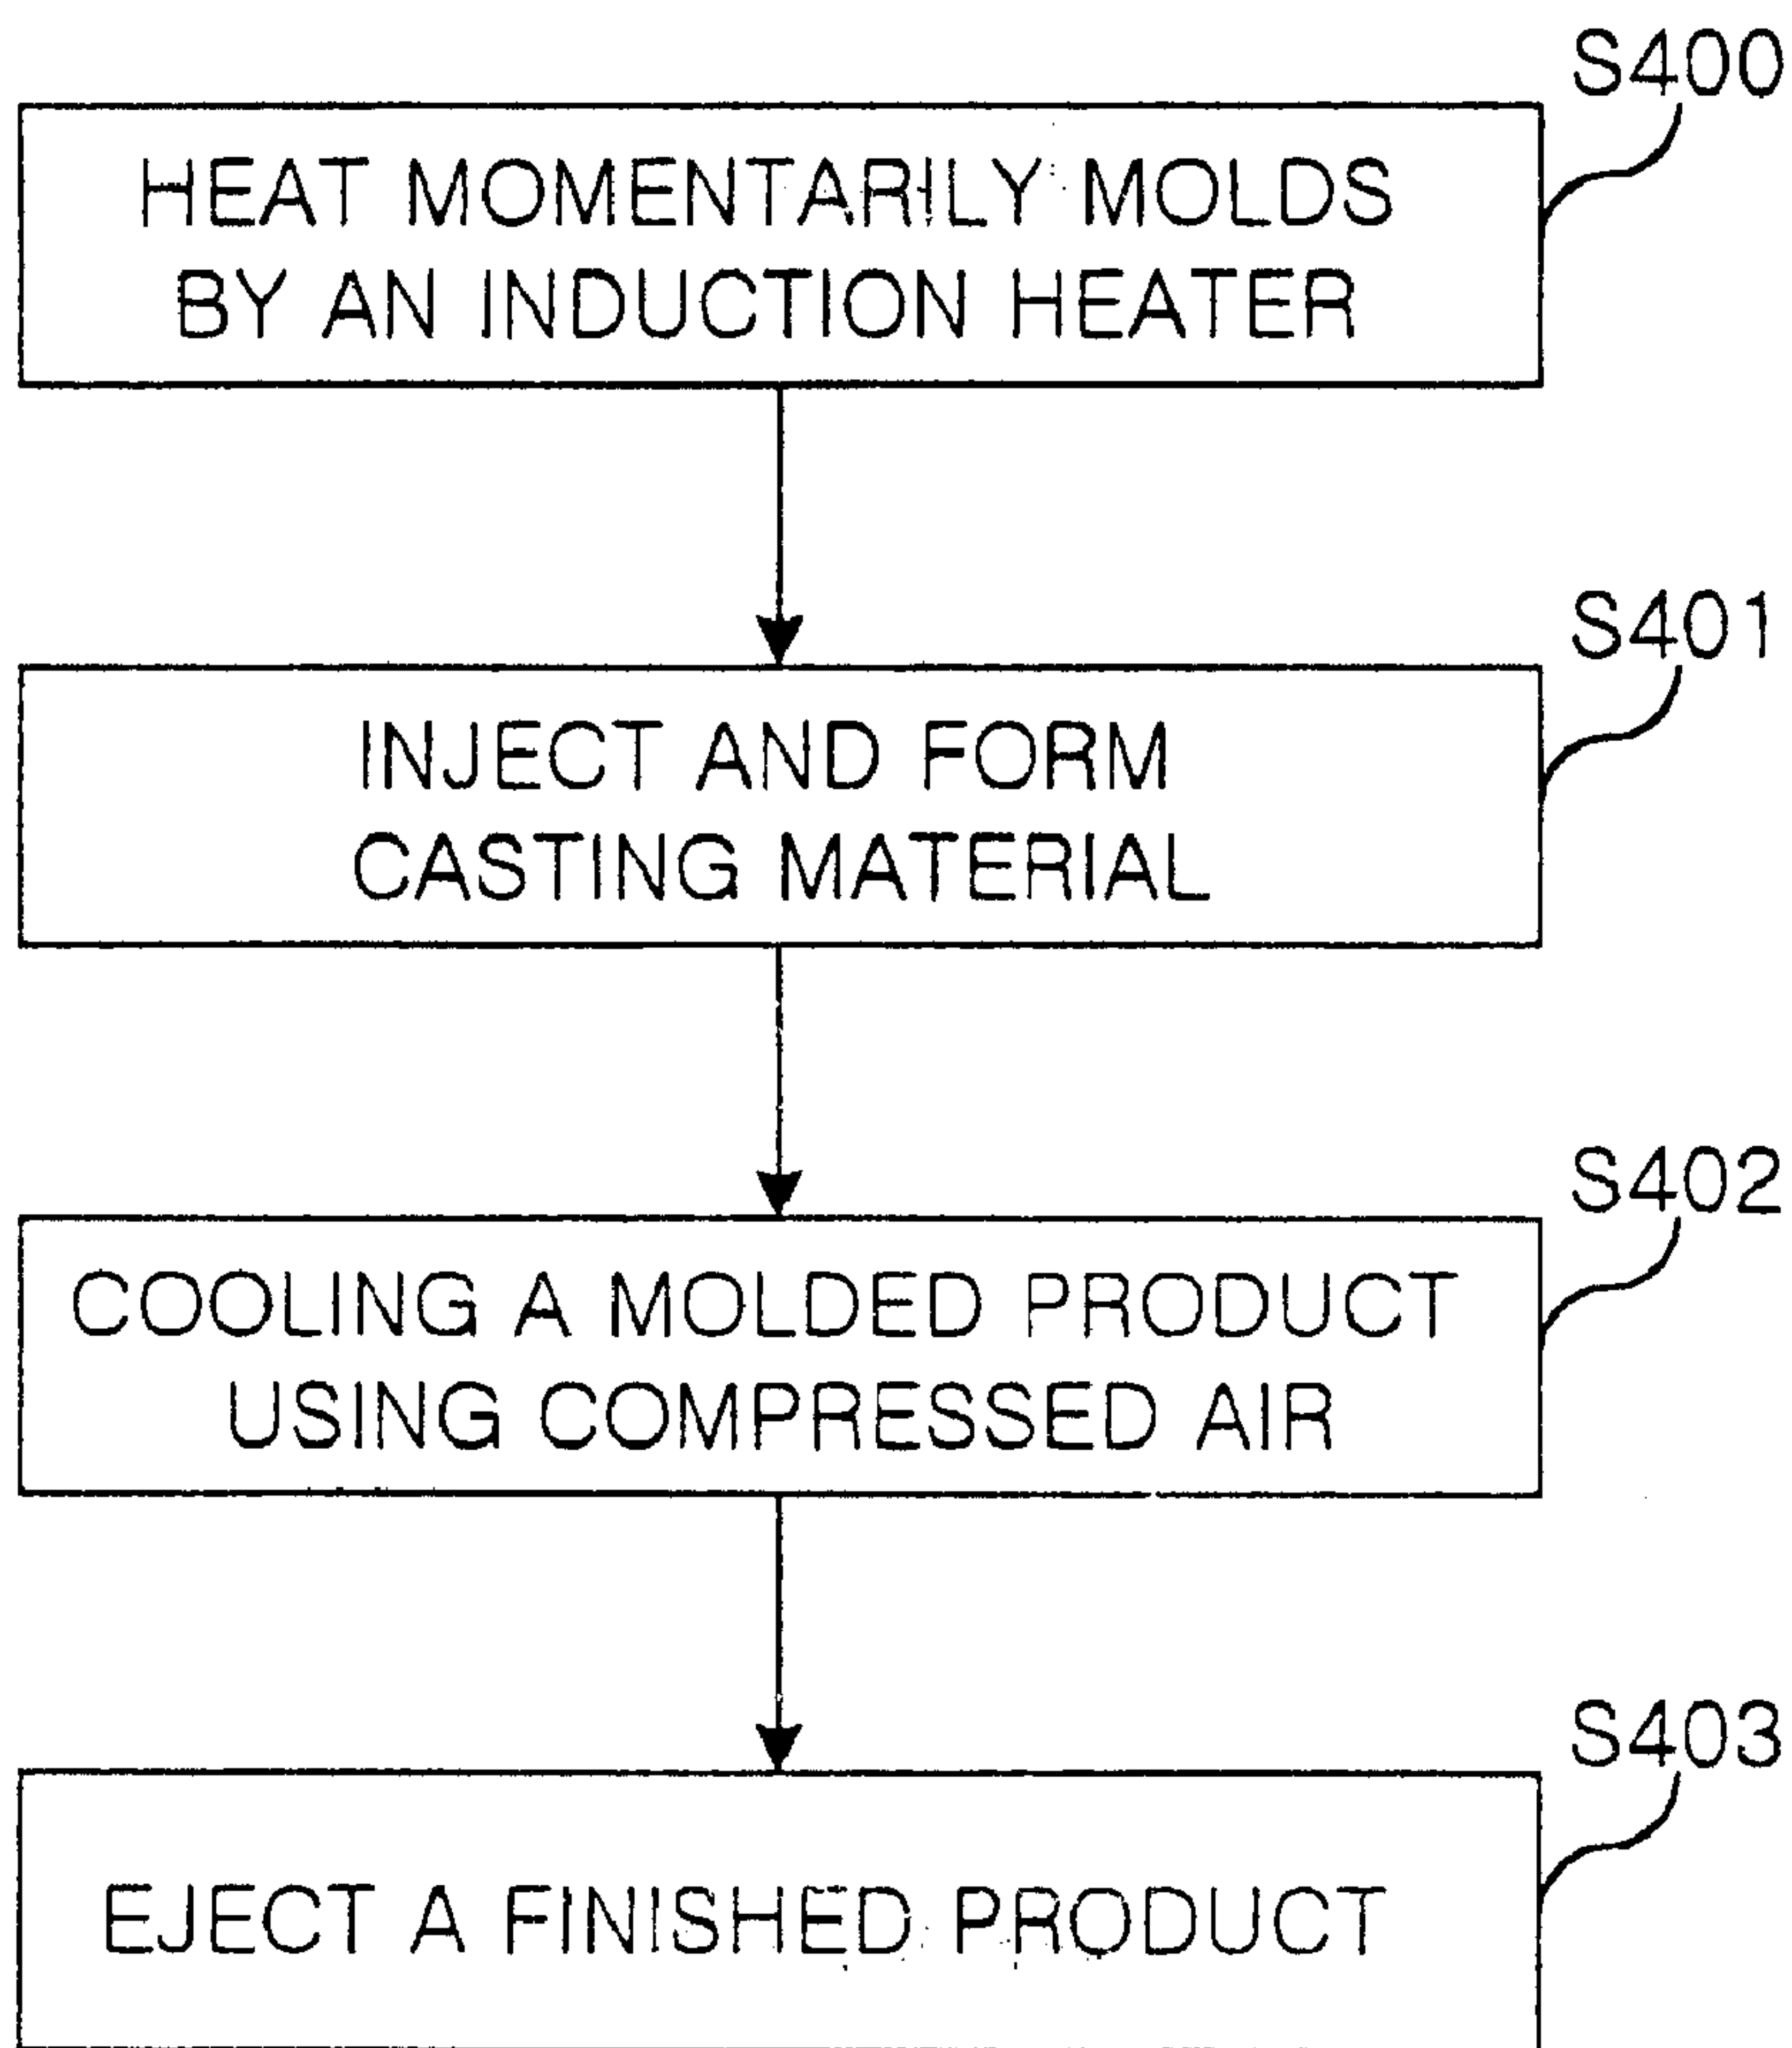 S400
HEAT MOMENTARILY MOLDS
BY AN INDUCTION HEATER
S401
INJECT AND FORM
CASTING MATERIAL
S402
COOLING A MOLDED PRODUCT
USING COMPRESSED AIR
S403
EJECT A FINISHED PRODUCT